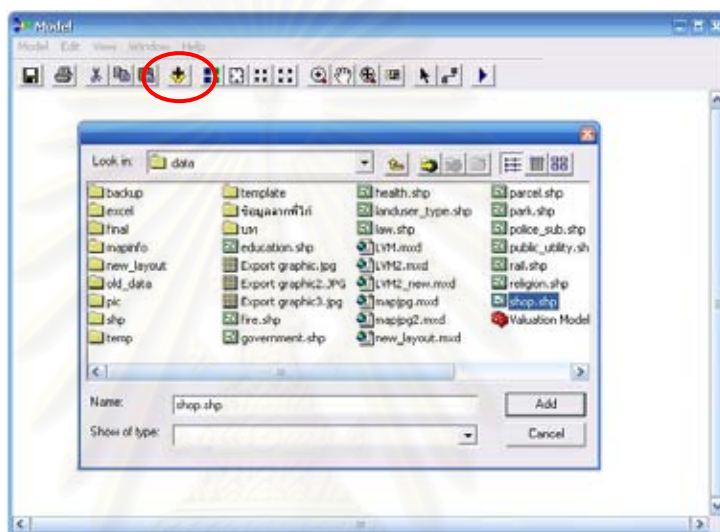 Model
Model Edit View Window Help
Look in: data
backup
excel
final
mapinfo
new_layout
old_data
pic
shp
temp
template
ข้อมูลจากพี่ไก่
บท
education.shp
Export graphic.jpg
Export graphic2.JPG
Export graphic3.jpg
fire.shp
government.shp
health.shp
landuser_type.shp
law.shp
LVM.mxd
LVM2.mxd
LVM2_new.mxd
mapjpg.mxd
mapjpg2.mxd
new_layout.mxd
parcel.shp
park.shp
police_sub.shp
public_utility.sh
rail.shp
religion.shp
shop.shp
Valuation Model
Name: shop.shp Add
Show of type: Cancel